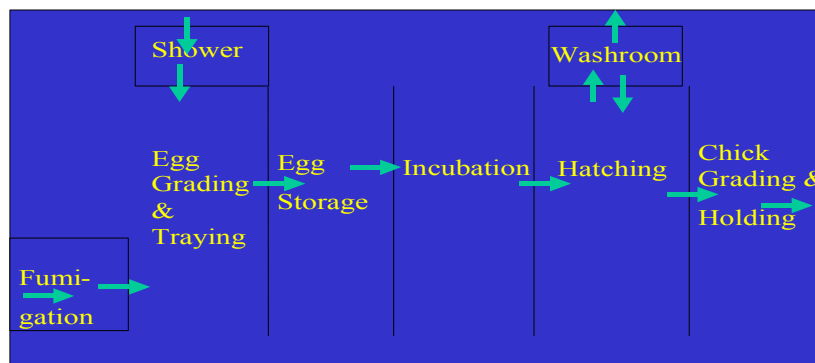 Shower
Washroom
Egg
Grading
&
Traying
Egg
Storage
Incubation
Hatching
Chick
Grading &
Holding
Fumi-
gation